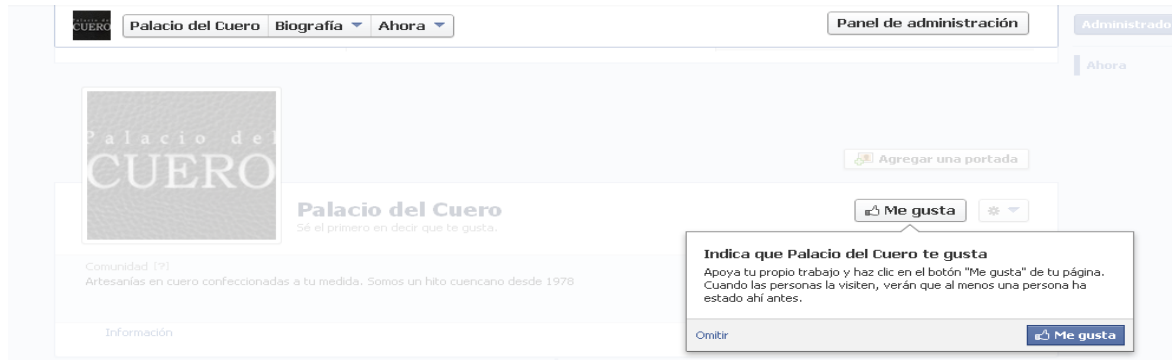 CUERO Palacio del Cuero Biografía Ahora Panel de administración Administrado
Ahora
Palacio del
CUERO
Agregar una portada
Palacio del Cuero
Sé el primero en decir que te gusta.
Me gusta
Comunidad [?]
Artesanías en cuero confeccionadas a tu medida. Somos un hito cuencano desde 1978
Información
Indica que Palacio del Cuero te gusta
Apoya tu propio trabajo y haz clic en el botón "Me gusta" de tu página.
Cuando las personas la visiten, verán que al menos una persona ha
estado ahí antes.
Omitir Me gusta